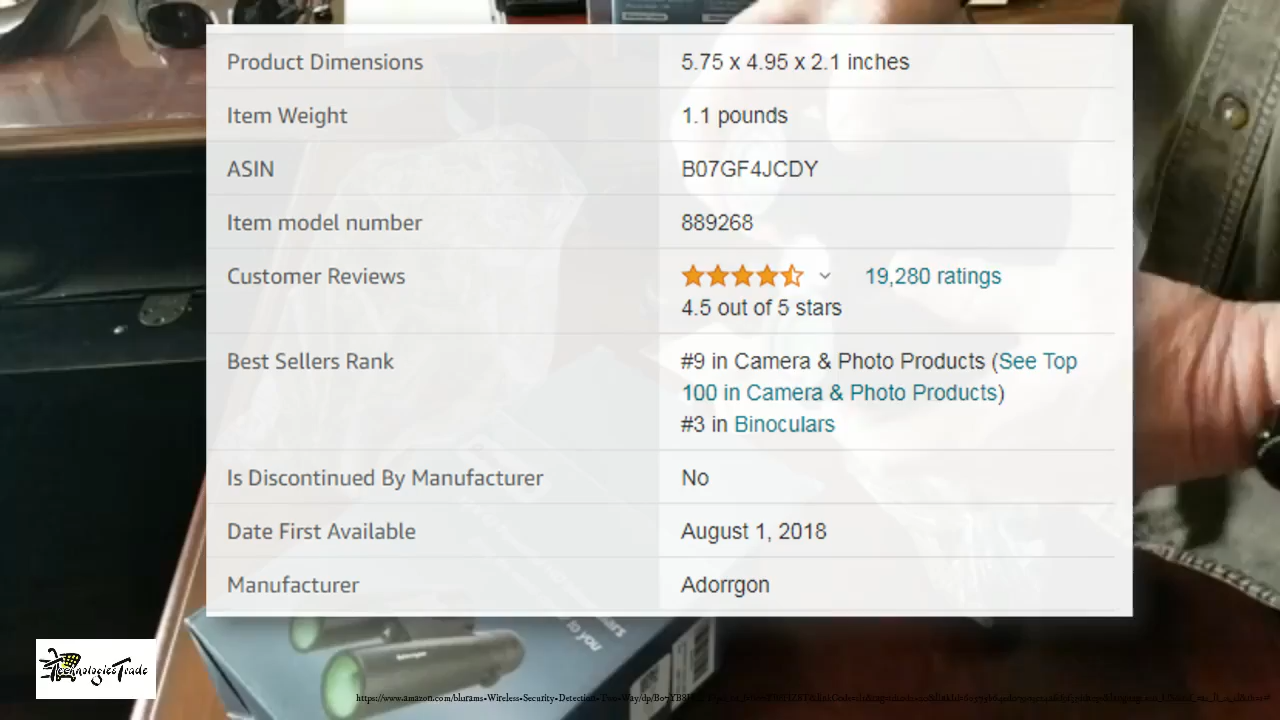 Product Dimensions 5.75 x 4.95 x 2.1 inches
Item Weight 1.1 pounds
ASIN B07GF4JCDY
Item model number 889268
Customer Reviews 19,280 ratings
4.5 out of 5 stars
Best Sellers Rank #9 in Camera & Photo Products (See Top
100 in Camera & Photo Products)
#3 in Binoculars
Is Discontinued By Manufacturer No
Date First Available August 1, 2018
Manufacturer Adorrgon
to you
TechnologiesTrade